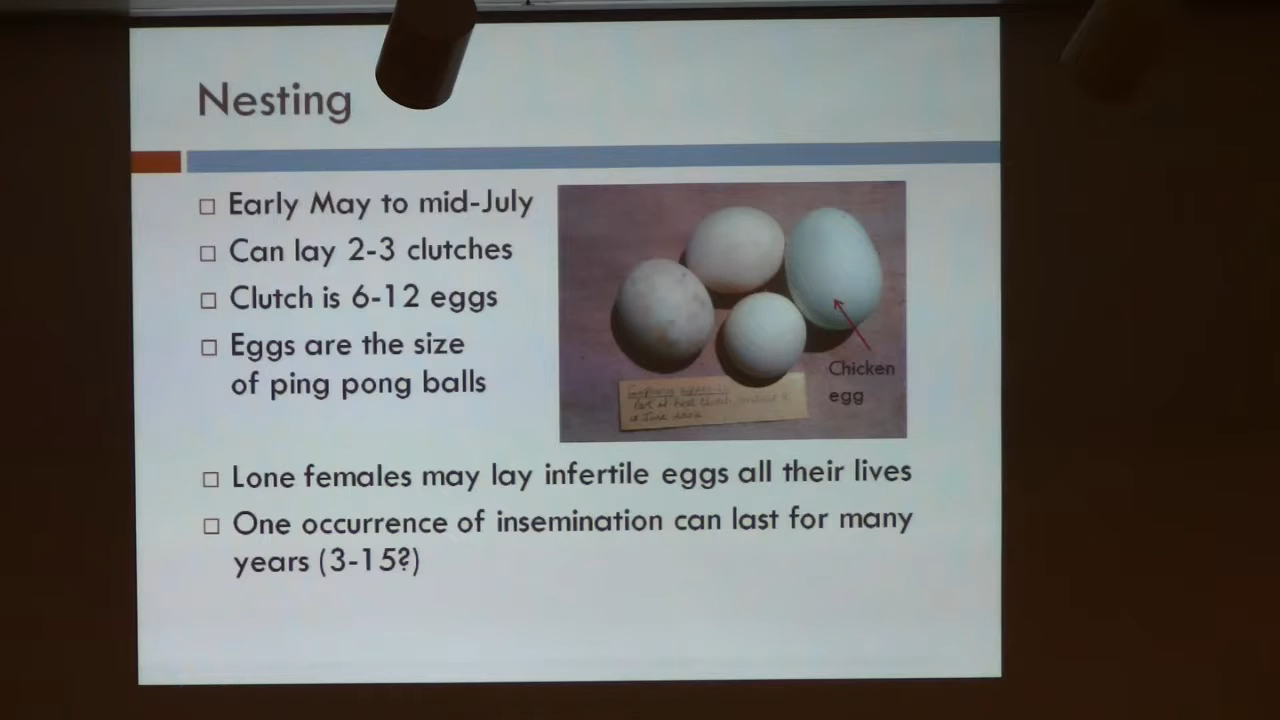 Nesting
Early May to mid-July
Can lay 2-3 clutches
Clutch is 6-12 eggs
Eggs are the size
of ping pong balls
Chicken
egg
Lone females may lay infertile eggs all their lives
One occurrence of insemination can last for many
years (3-15?)